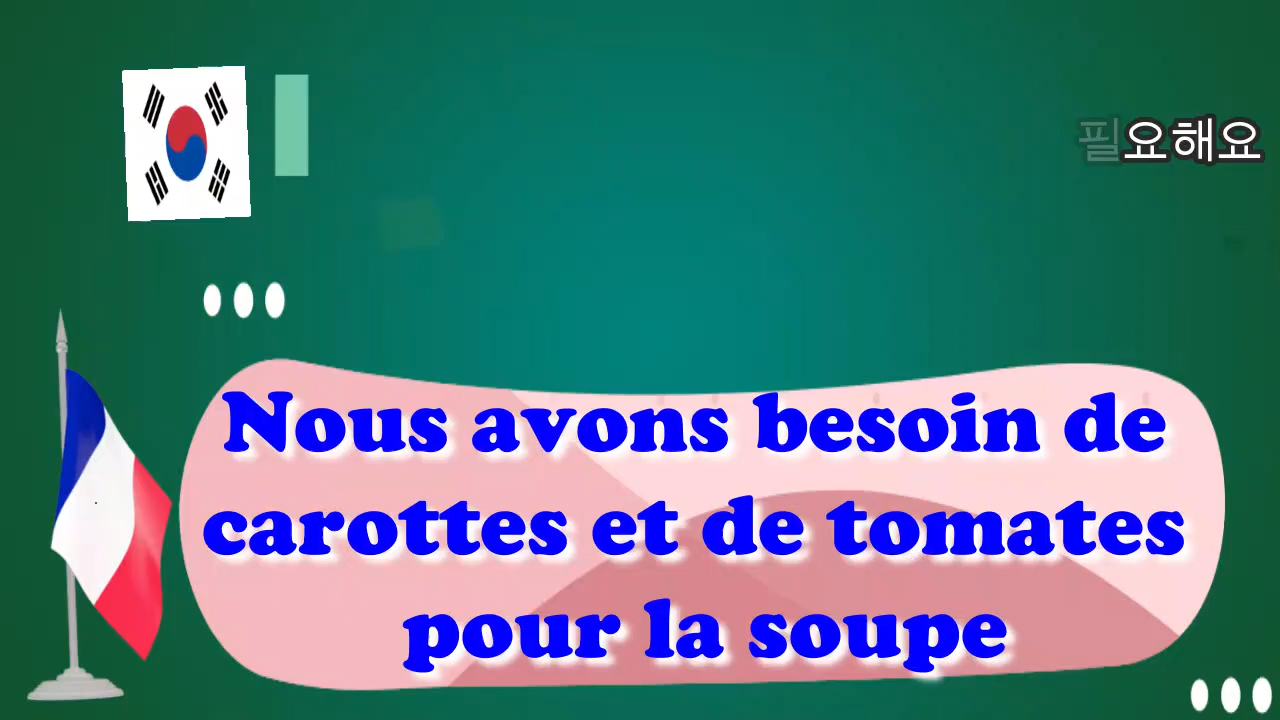 필요해요
Nous avons besoin de
carottes et de tomates
pour la soupe